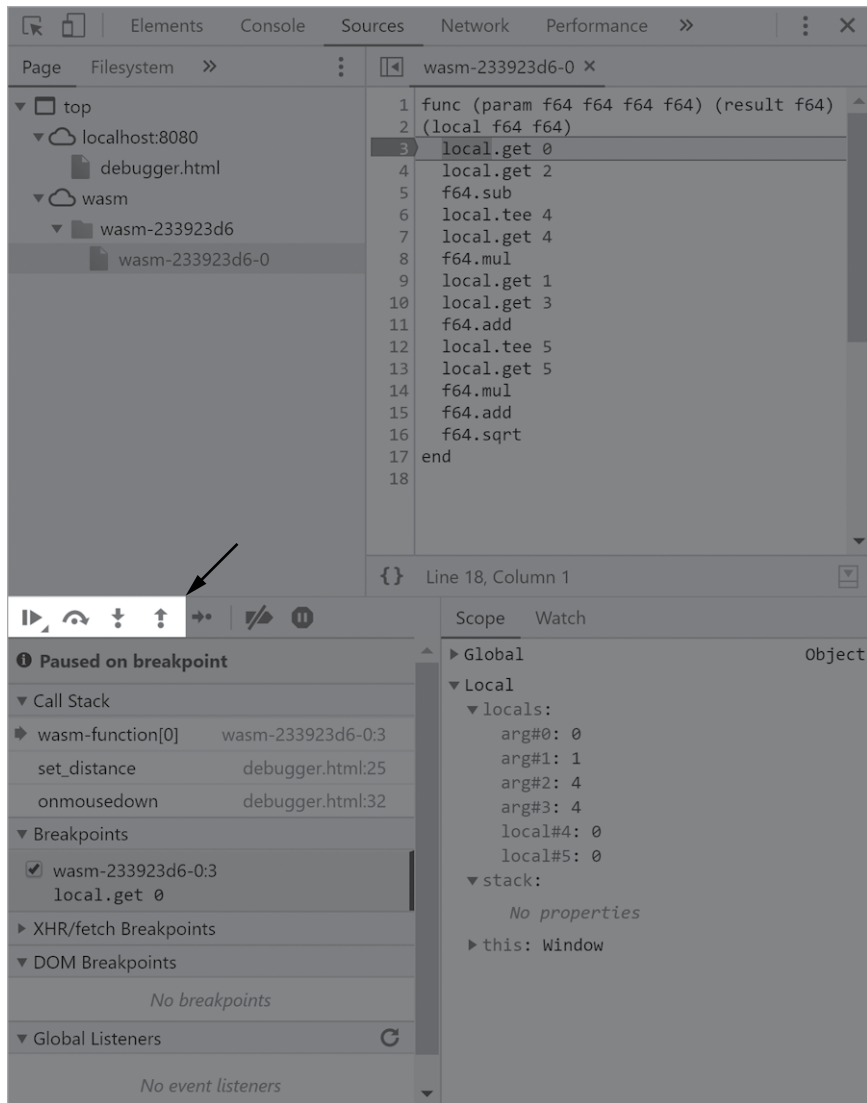 Elements Console Sources Network Performance »
Page Filesystem »
top
localhost:8080
debugger.html
wasm
wasm-233923d6
wasm-233923d6-0
wasm-233923d6-0 ×
1 func (param f64 f64 f64 f64) (result f64)
2 (local f64 f64)
3 local.get 0
4 local.get 2
5 f64.sub
6 local.tee 4
7 local.get 4
8 f64.mul
9 local.get 1
10 local.get 3
11 f64.add
12 local.tee 5
13 local.get 5
14 f64.mul
15 f64.add
16 f64.sqrt
17 end
18
{} Line 18, Column 1
Paused on breakpoint
Call Stack
wasm-function[0] wasm-233923d6-0:3
set_distance debugger.html:25
onmousedown debugger.html:32
Breakpoints
wasm-233923d6-0:3
local.get 0
XHR/fetch Breakpoints
DOM Breakpoints
No breakpoints
Global Listeners
No event listeners
Scope Watch
Global Object
Local
locals:
arg#0: 0
arg#1: 1
arg#2: 4
arg#3: 4
local#4: 0
local#5: 0
stack:
No properties
this: Window